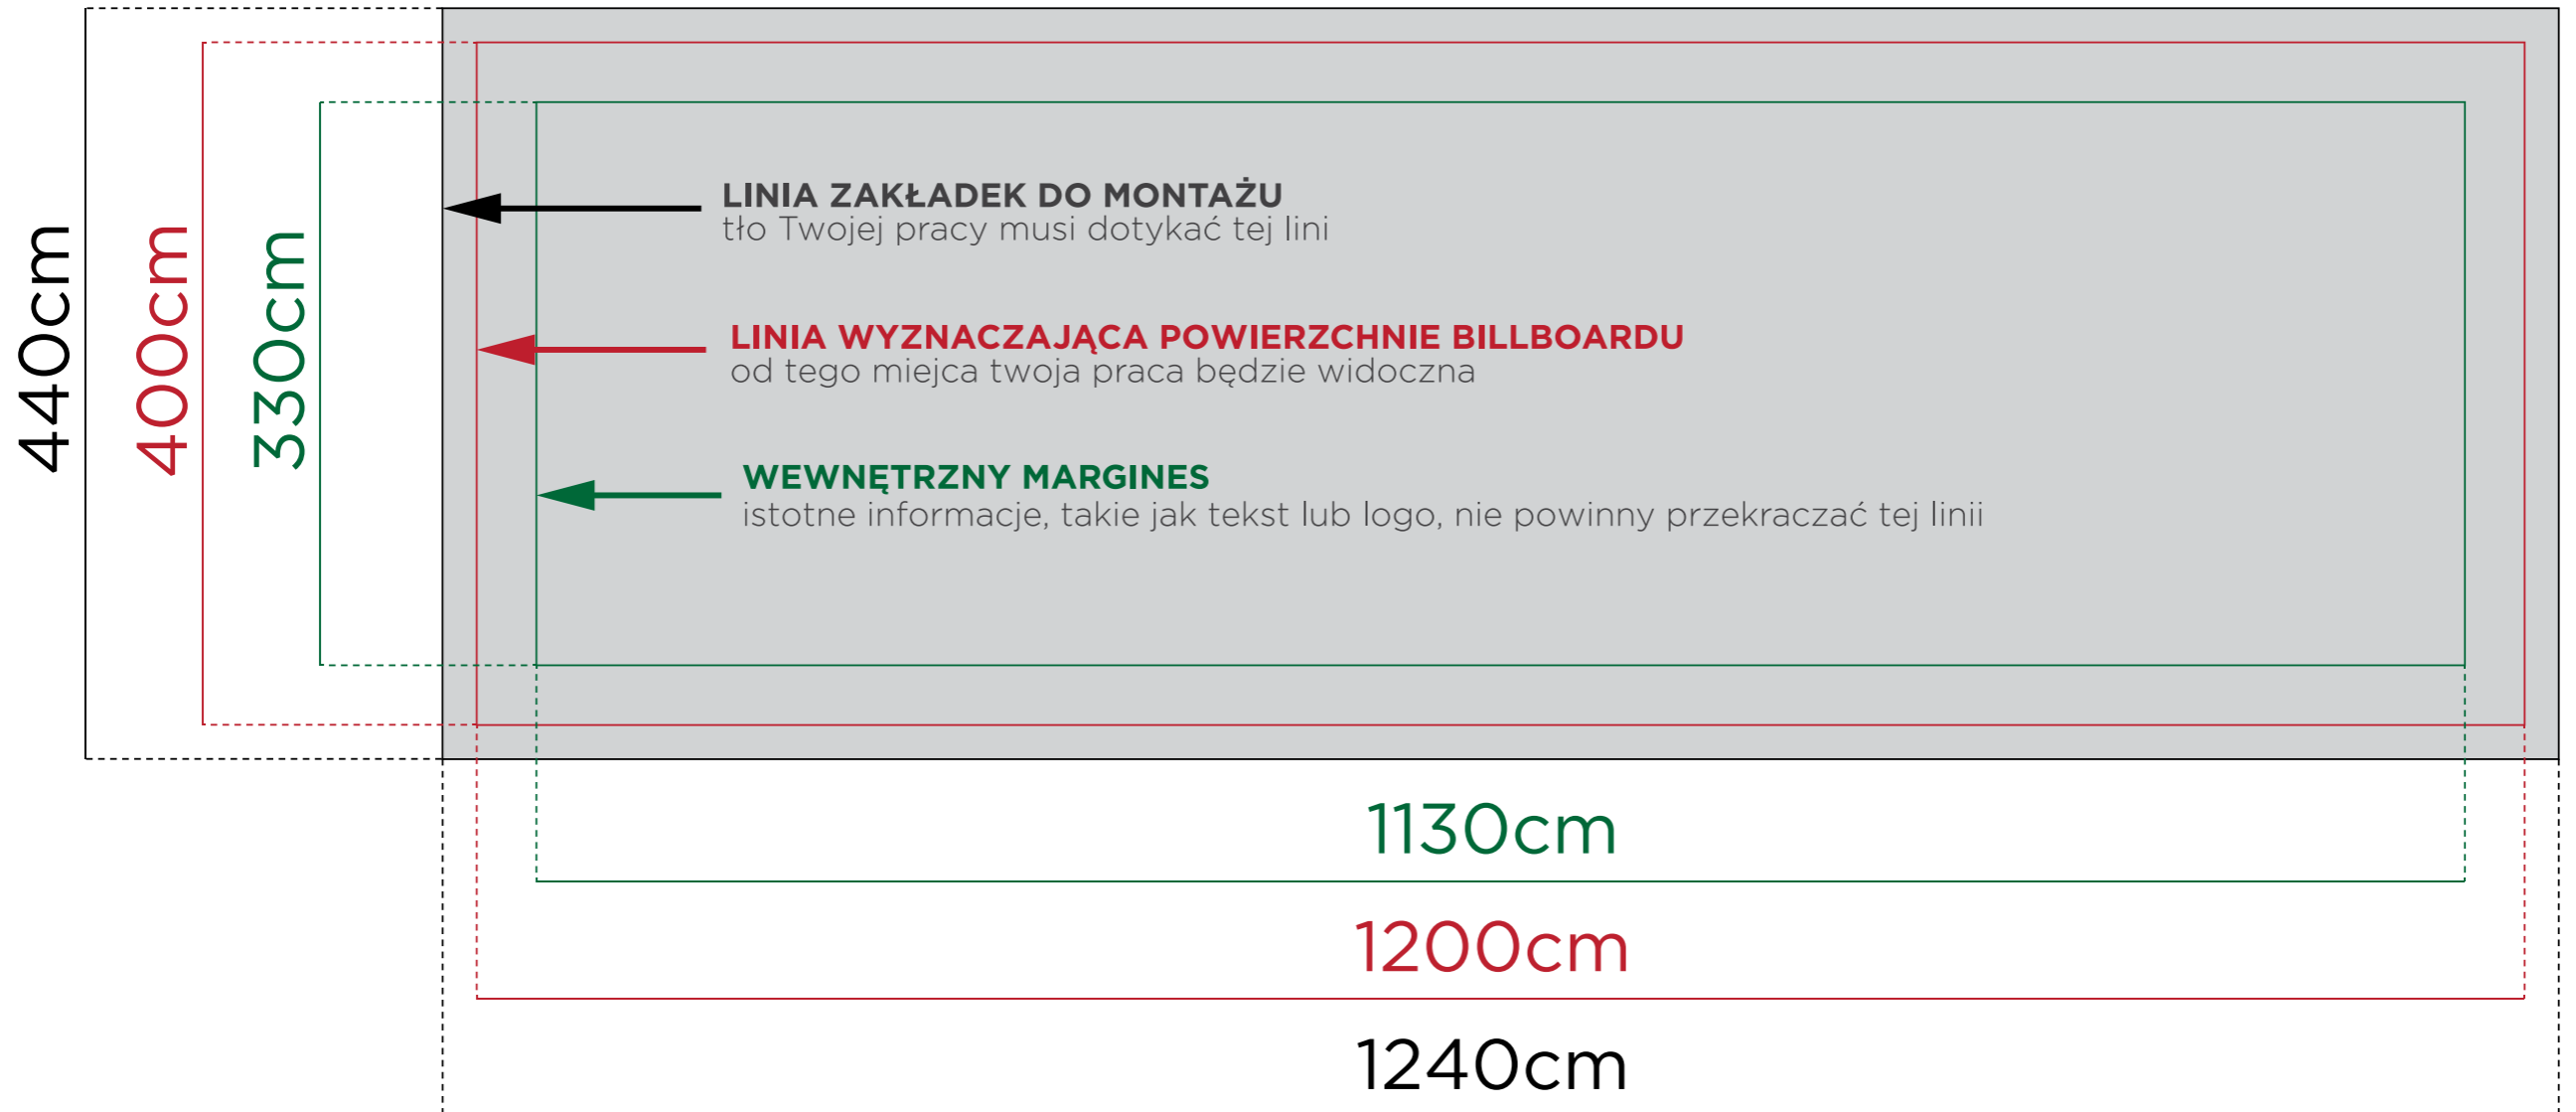 440cm
400cm
330cm
LINIA ZAKŁADEK DO MONTAŻU
tło Twojej pracy musi dotykać tej lini
LINIA WYZNACZAJĄCA POWIERZCHNIE BILLBOARDU
od tego miejca twoja praca będzie widoczna
WEWNĘTRZNY MARGINES
istotne informacje, takie jak tekst lub logo, nie powinny przekraczać tej linii
1130cm
1200cm
1240cm